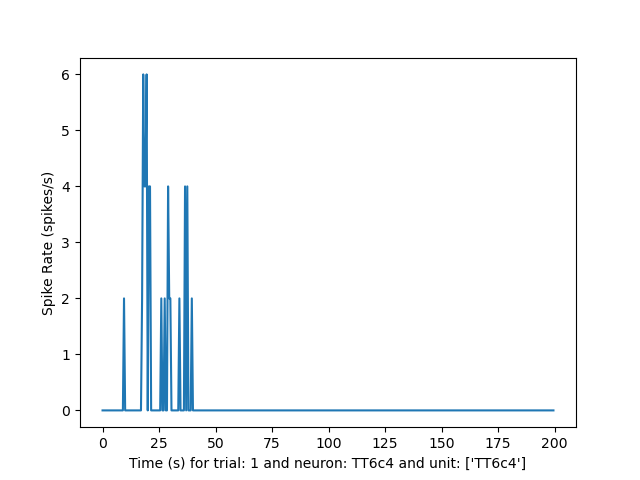 6
5
4
3
2
1
0
Spike Rate (spikes/s)
0 25 50 75 100 125 150 175 200
Time (s) for trial: 1 and neuron: TT6c4 and unit: ['TT6c4']